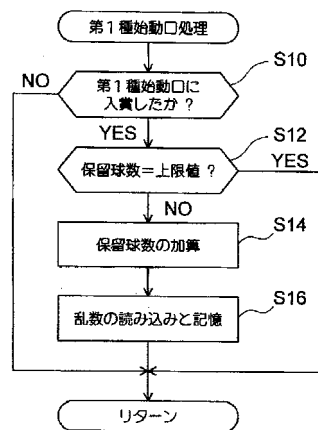 第１種始動口処理
S10
NO
第１種始動口に
入賞したか？
YES
S12
保留球数＝上限値？
YES
NO
S14
保留球数の加算
S16
乱数の読み込みと記憶
リターン